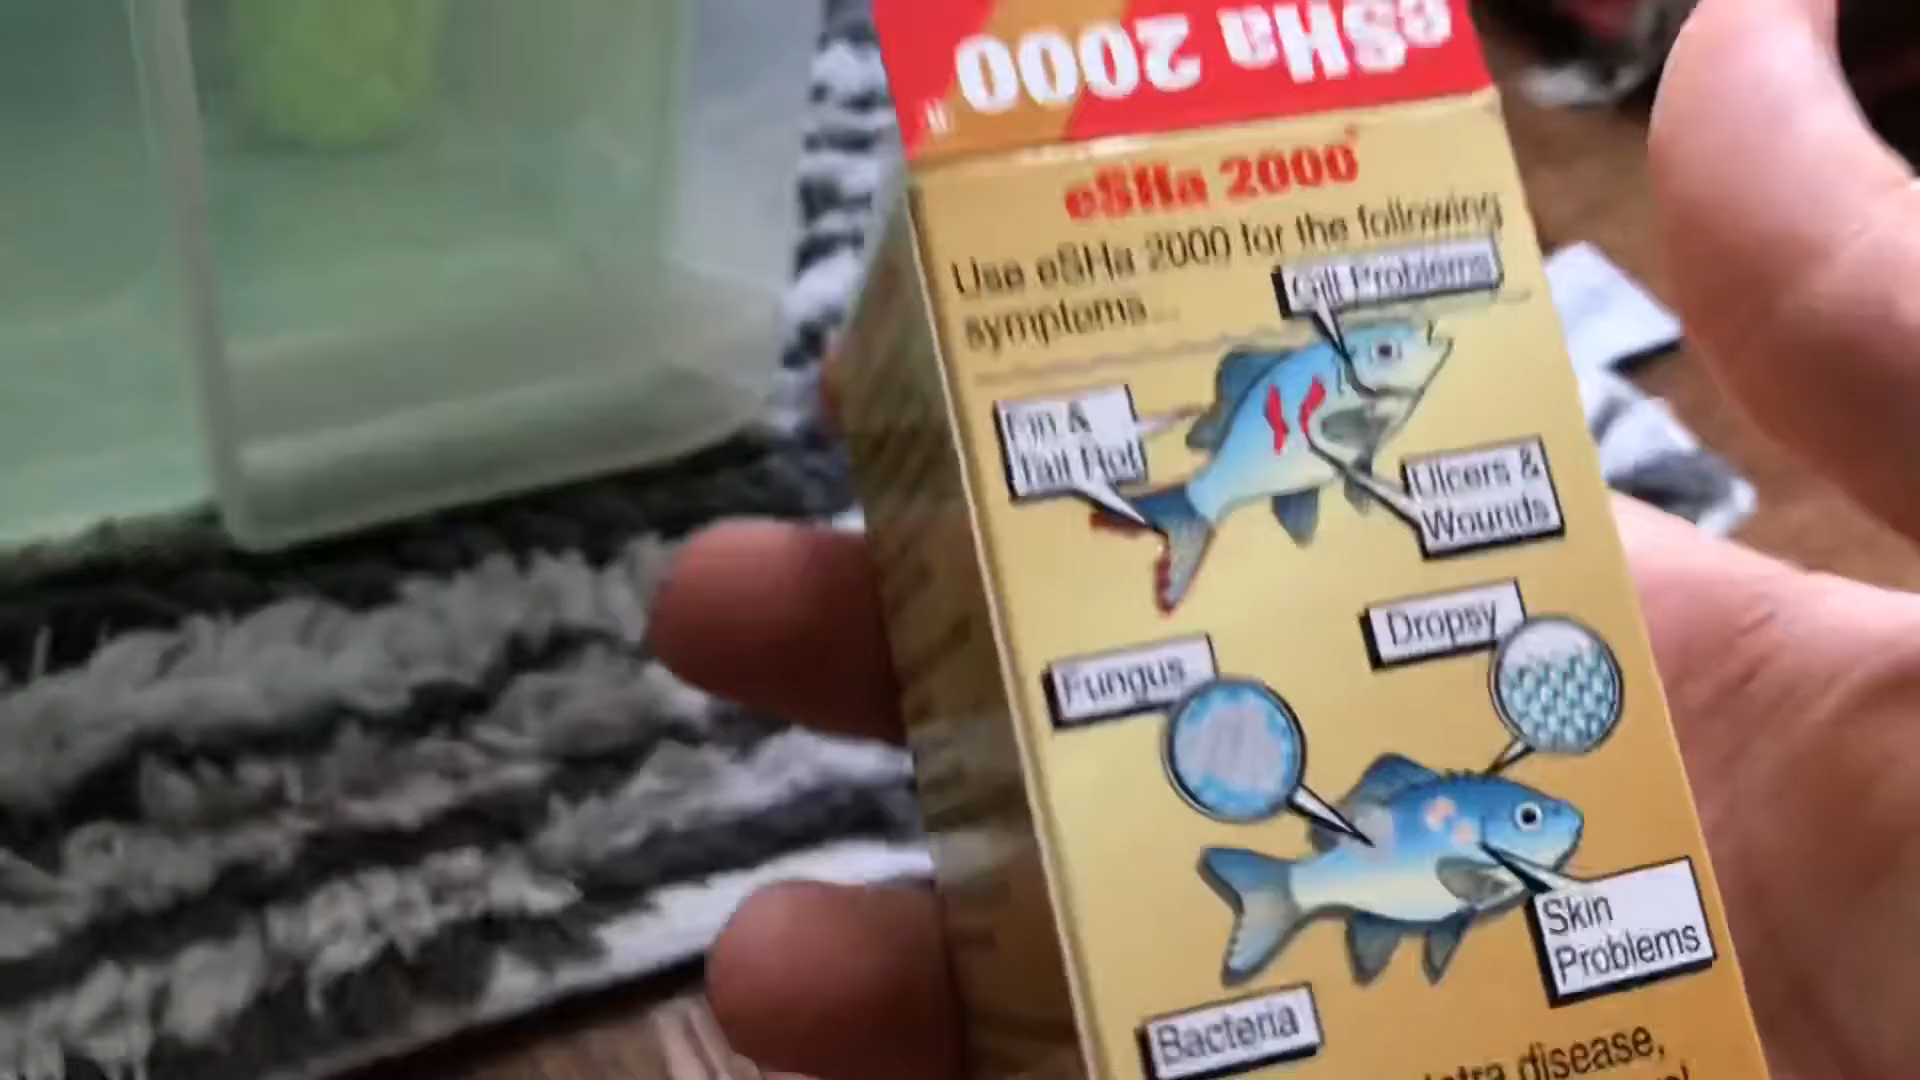 eSHa 2000
eSHa 2000
Use eSHa 2000 for the following
symptoms...
Gill Problems
Fin &
Tail Rot
Ulcers &
Wounds
Dropsy
Fungus
Skin
Problems
Bacteria
tetra disease,